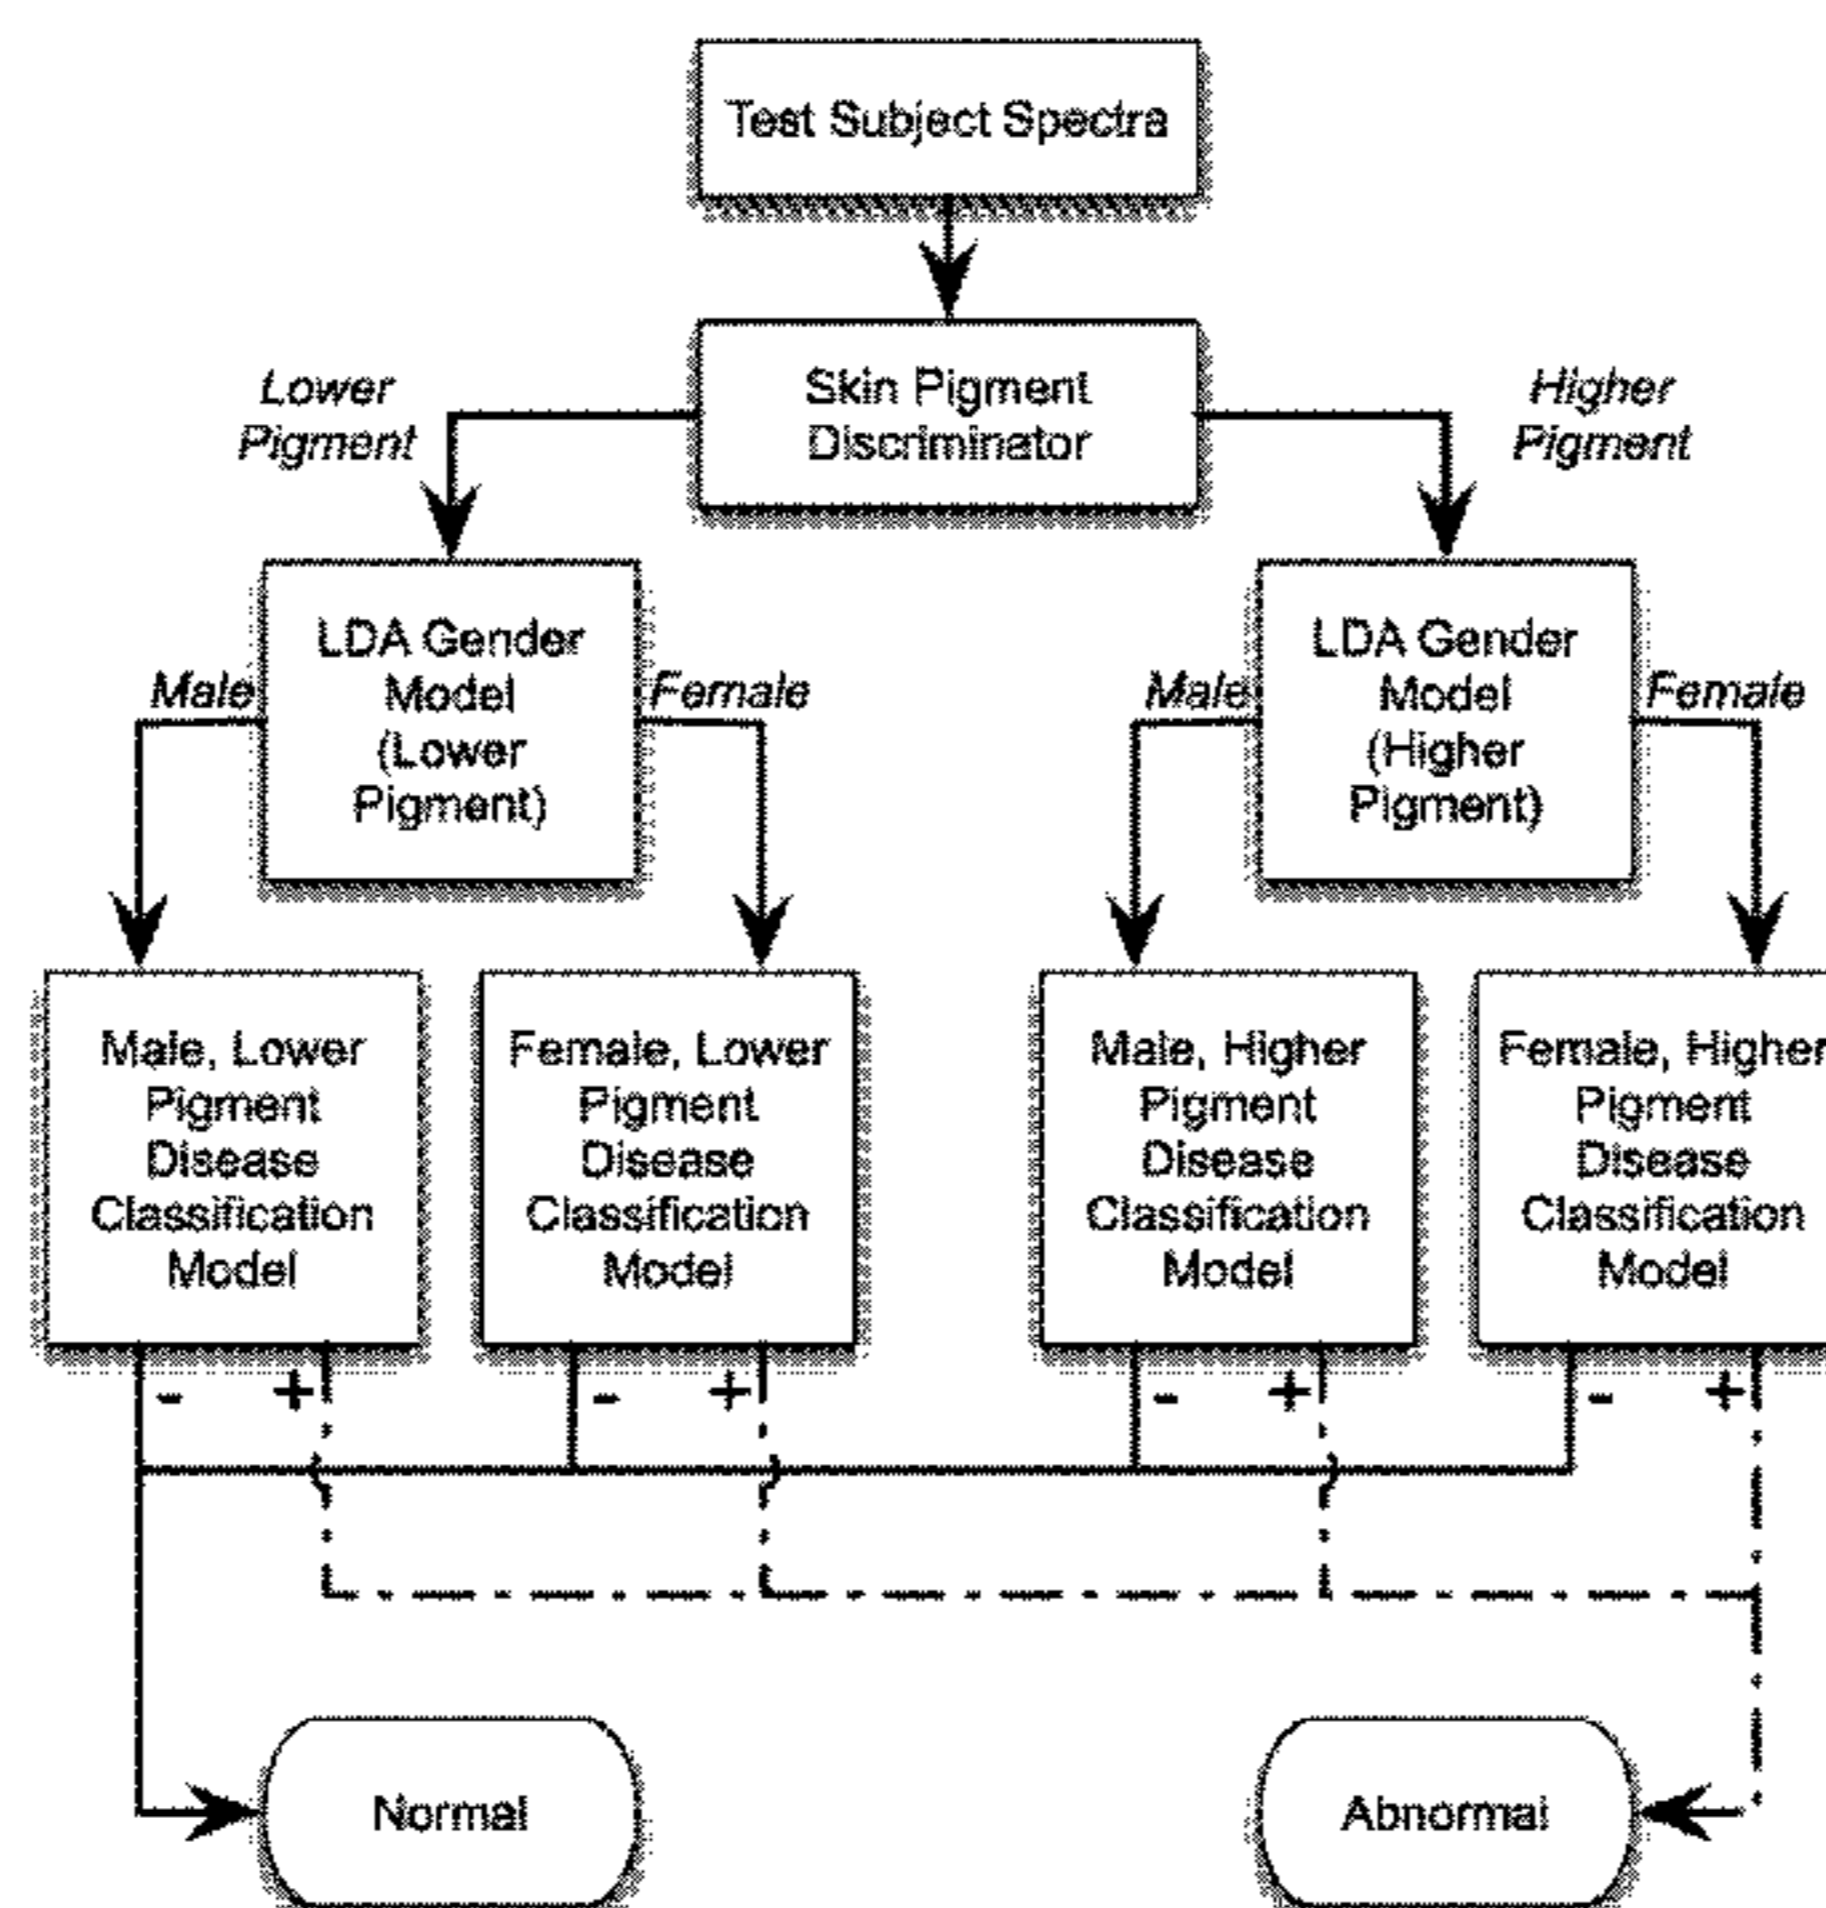 Test Subject Spectra
Lower
Pigment
Skin Pigment
Discriminator
Higher
Pigment
Male
LDA Gender
Model
(Lower
Pigment)
Female
Male
LDA Gender
Model
(Higher
Pigment)
Female
Male, Lower
Pigment
Disease
Classification
Model
Female, Lower
Pigment
Disease
Classification
Model
Male, Higher
Pigment
Disease
Classification
Model
Female, Higher
Pigment
Disease
Classification
Model
- +
- +
- +
- +
Normal
Abnormal